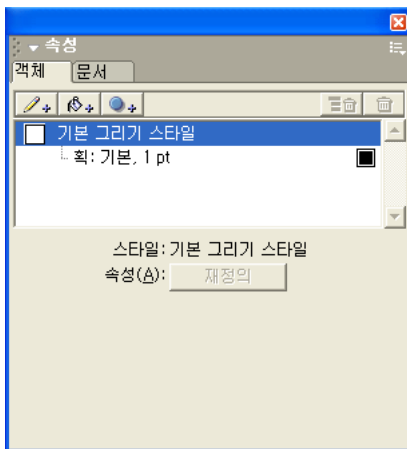 속성
객체 문서
기본 그리기 스타일
획: 기본, 1 pt
스타일: 기본 그리기 스타일
속성(A): 재정의